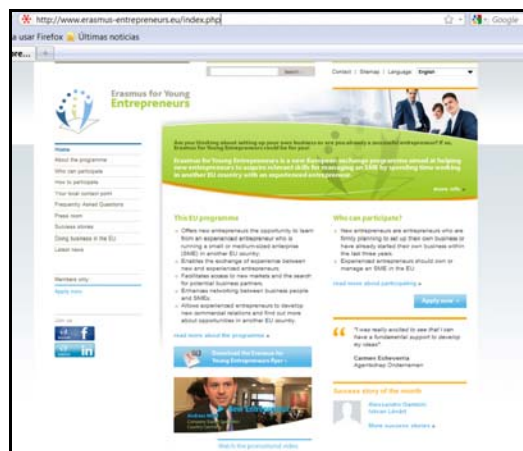 http://www.erasmus-entrepreneurs.eu/index.php
Google
a usar Firefox Últimas noticias
ore...
Search
Contact | Sitemap | Language: English
Erasmus for Young
Entrepreneurs
Are you thinking about setting up your own business or are you already a successful entrepreneur? If so,
Erasmus for Young Entrepreneurs could be for you!
Erasmus for Young Entrepreneurs is a new European exchange programme aimed at helping
new entrepreneurs to acquire relevant skills for managing an SME by spending time working
in another EU country with an experienced entrepreneur.
more info »
Home
About the programme
Who can participate
How to participate
Your local contact point
Frequently Asked Questions
Press room
Success stories
Doing business in the EU
Latest news
Members only
Apply now
Join us
f
in
This EU programme
Offers new entrepreneurs the opportunity to learn
from an experienced entrepreneur who is
running a small or medium-sized enterprise
(SME) in another EU country.
Enables the exchange of experience between
new and experienced entrepreneurs.
Facilitates access to new markets and the search
for potential business partners.
Enhances networking between business people
and SMEs.
Allows experienced entrepreneurs to develop
new commercial relations and find out more
about opportunities in another EU country.
read more about the programme »
Download the Erasmus for
Young Entrepreneurs flyer »
New Entrepreneur
Watch the promotional video
Who can participate?
New entrepreneurs are entrepreneurs who are
firmly planning to set up their own business or
have already started their own business within
the last three years.
Experienced entrepreneurs should own or
manage an SME in the EU.
read more about participating »
Apply now »
"I was really excited to see that I can
have a fundamental support to develop
my ideas"
Carmen Echeverria
Agentschap Ondernemen
Success story of the month
Alessandro
István Lénárt
More success stories »